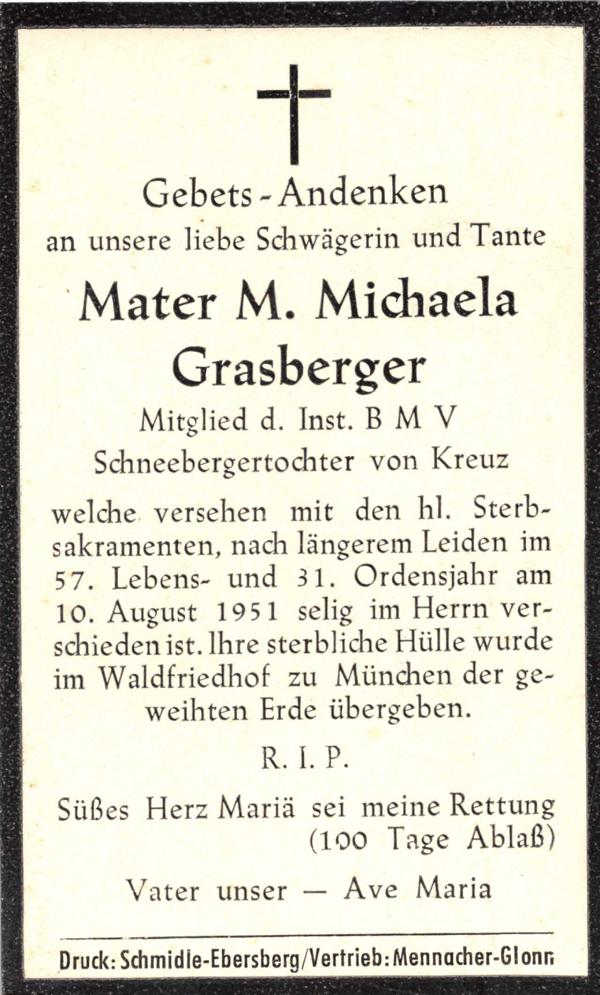 Gebets-Andenken
an unsere liebe Schwägerin und Tante
Mater M. Michaela
Grasberger
Mitglied d. Inst. B M V
Schneebergertochter von Kreuz
welche versehen mit den hl. Sterb-
sakramenten, nach längerem Leiden im
57. Lebens- und 31. Ordensjahr am
10. August 1951 selig im Herrn ver-
schieden ist. Ihre sterbliche Hülle wurde
im Waldfriedhof zu München der ge-
weihten Erde übergeben.
R. I. P.
Süßes Herz Mariä sei meine Rettung
(100 Tage Ablaß)
Vater unser — Ave Maria
Druck: Schmidle-Ebersberg/Vertrieb: Mennacher-Glonn